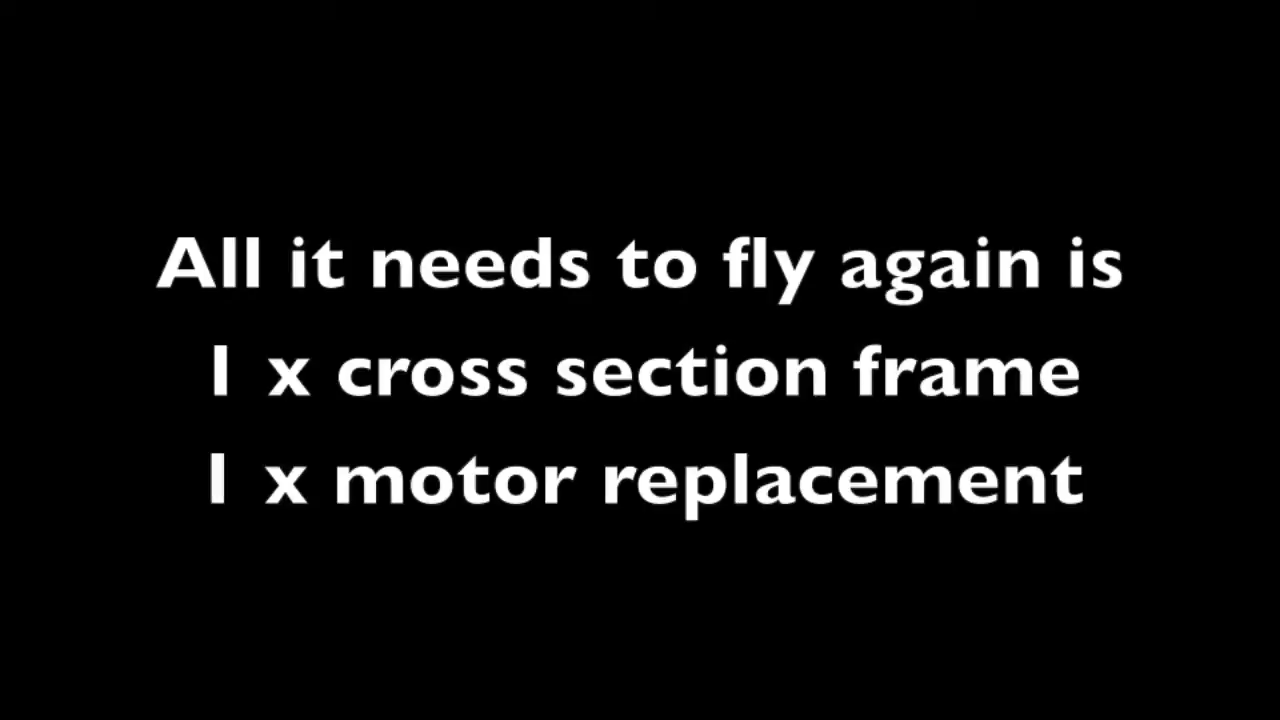 All it needs to fly again is
1 x cross section frame
1 x motor replacement